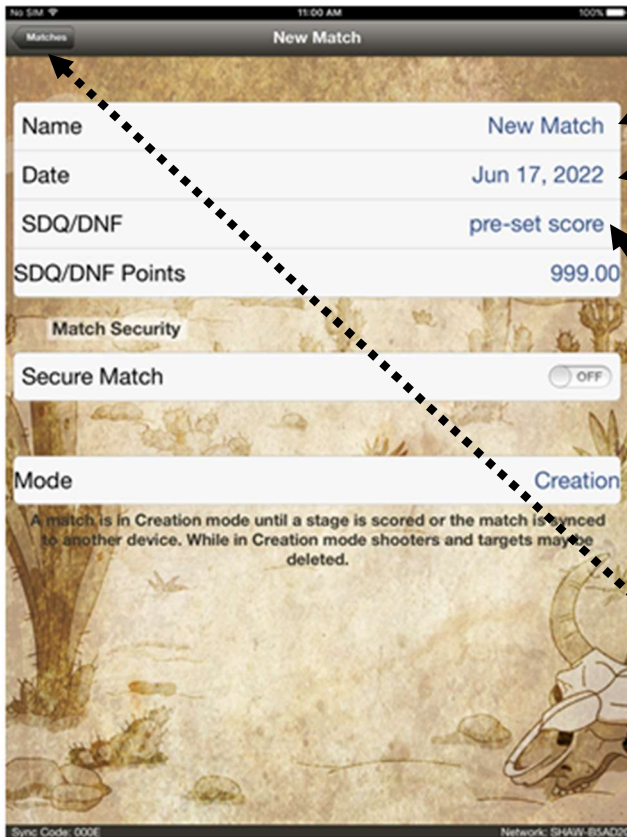 No SIM 11:00 AM 100%
Matches New Match
Name New Match
Date Jun 17, 2022
SDQ/DNF pre-set score
SDQ/DNF Points 999.00
Match Security
Secure Match OFF
Mode Creation
A match is in Creation mode until a stage is scored or the match is synced
to another device. While in Creation mode shooters and targets may be
deleted.
Sync Code: 000E Network: SHAW-B5AD2